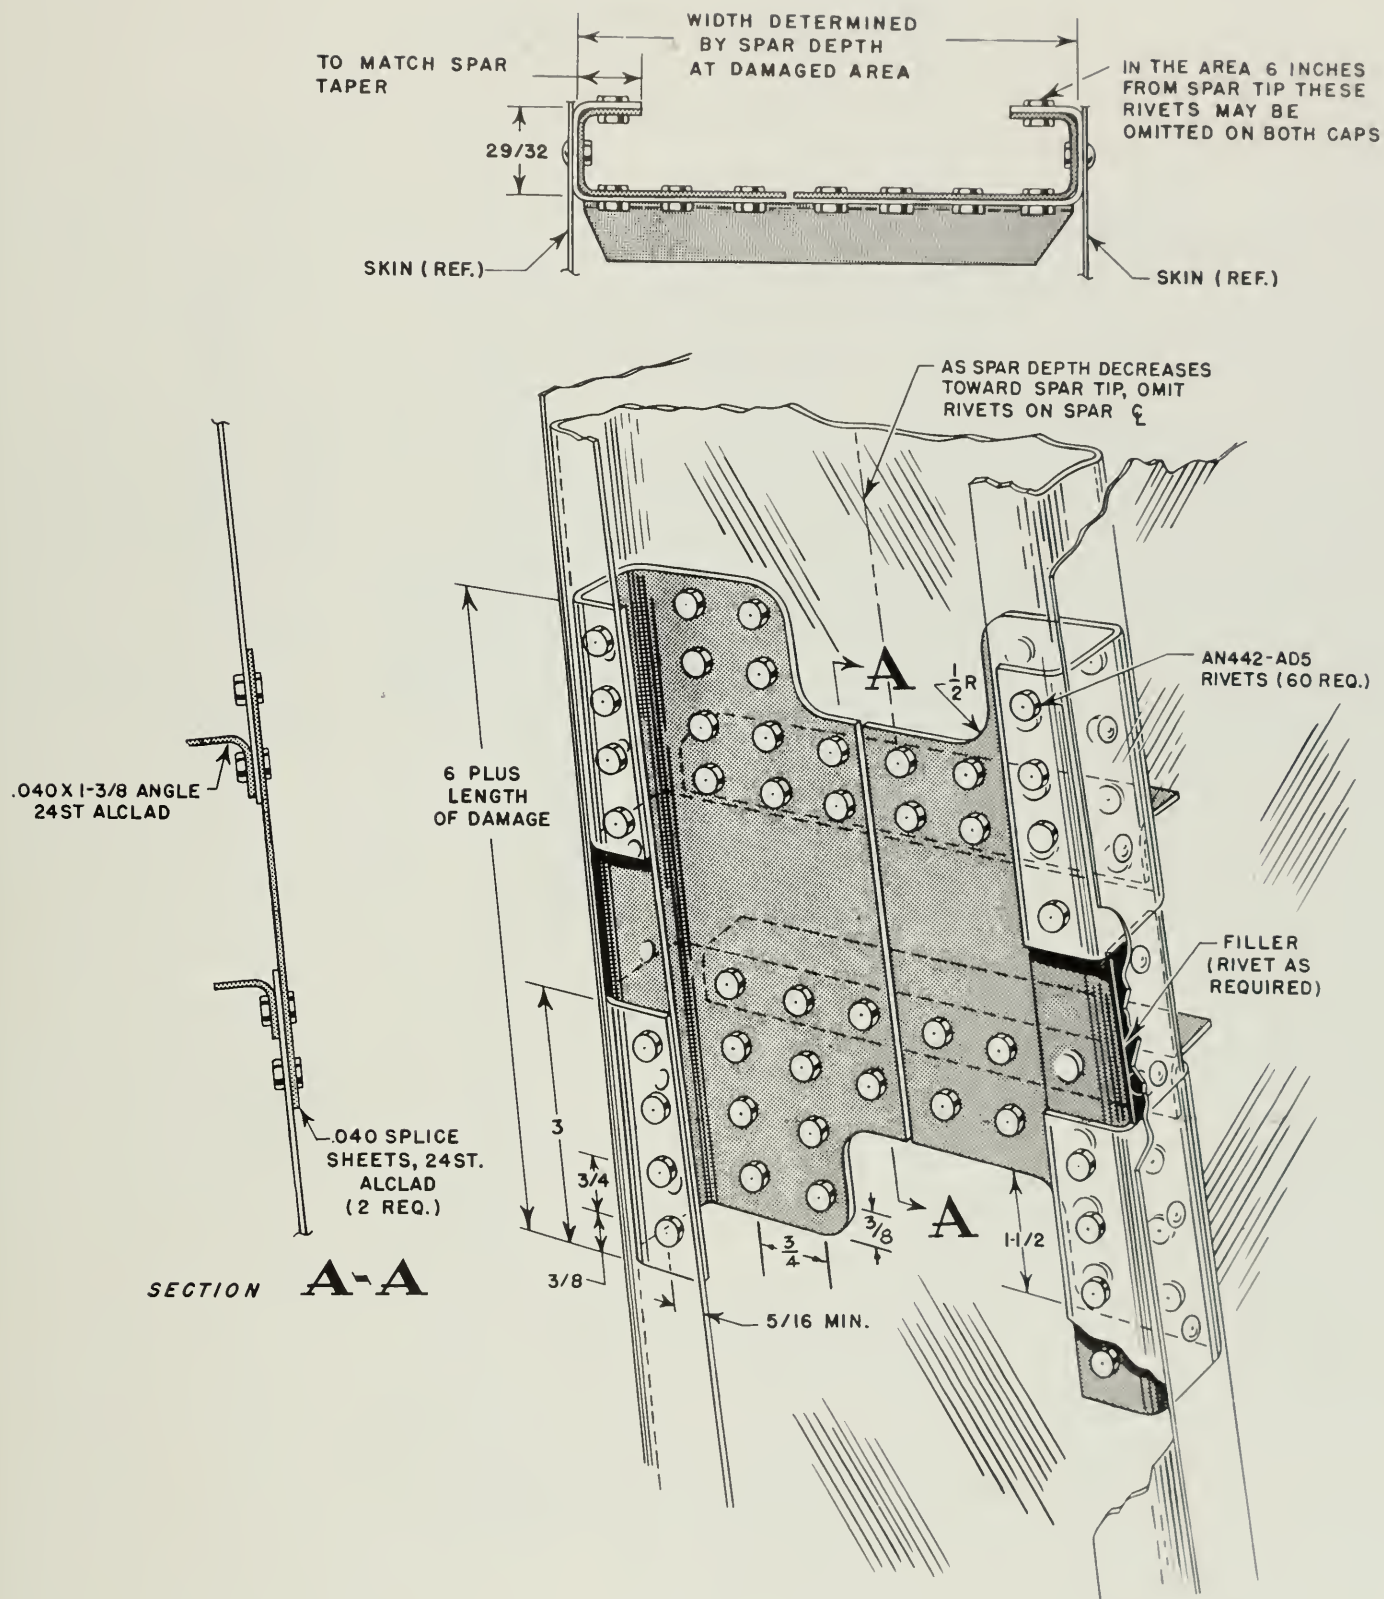 WIDTH DETERMINED
BY SPAR DEPTH
AT DAMAGED AREA
TO MATCH SPAR
TAPER
IN THE AREA 6 INCHES
FROM SPAR TIP THESE
RIVETS MAY BE
OMITTED ON BOTH CAPS
29/32
SKIN (REF.)
SKIN (REF.)
AS SPAR DEPTH DECREASES
TOWARD SPAR TIP, OMIT
RIVETS ON SPAR ℄
A
1/2 R
AN442-AD5
RIVETS (60 REQ.)
6 PLUS
LENGTH
OF DAMAGE
.040 X 1-3/8 ANGLE
24ST ALCLAD
FILLER
(RIVET AS
REQUIRED)
3
.040 SPLICE
SHEETS, 24ST.
ALCLAD
(2 REQ.)
3/4
3/8
3/4
3/8
A
1-1/2
5/16 MIN.
SECTION A-A